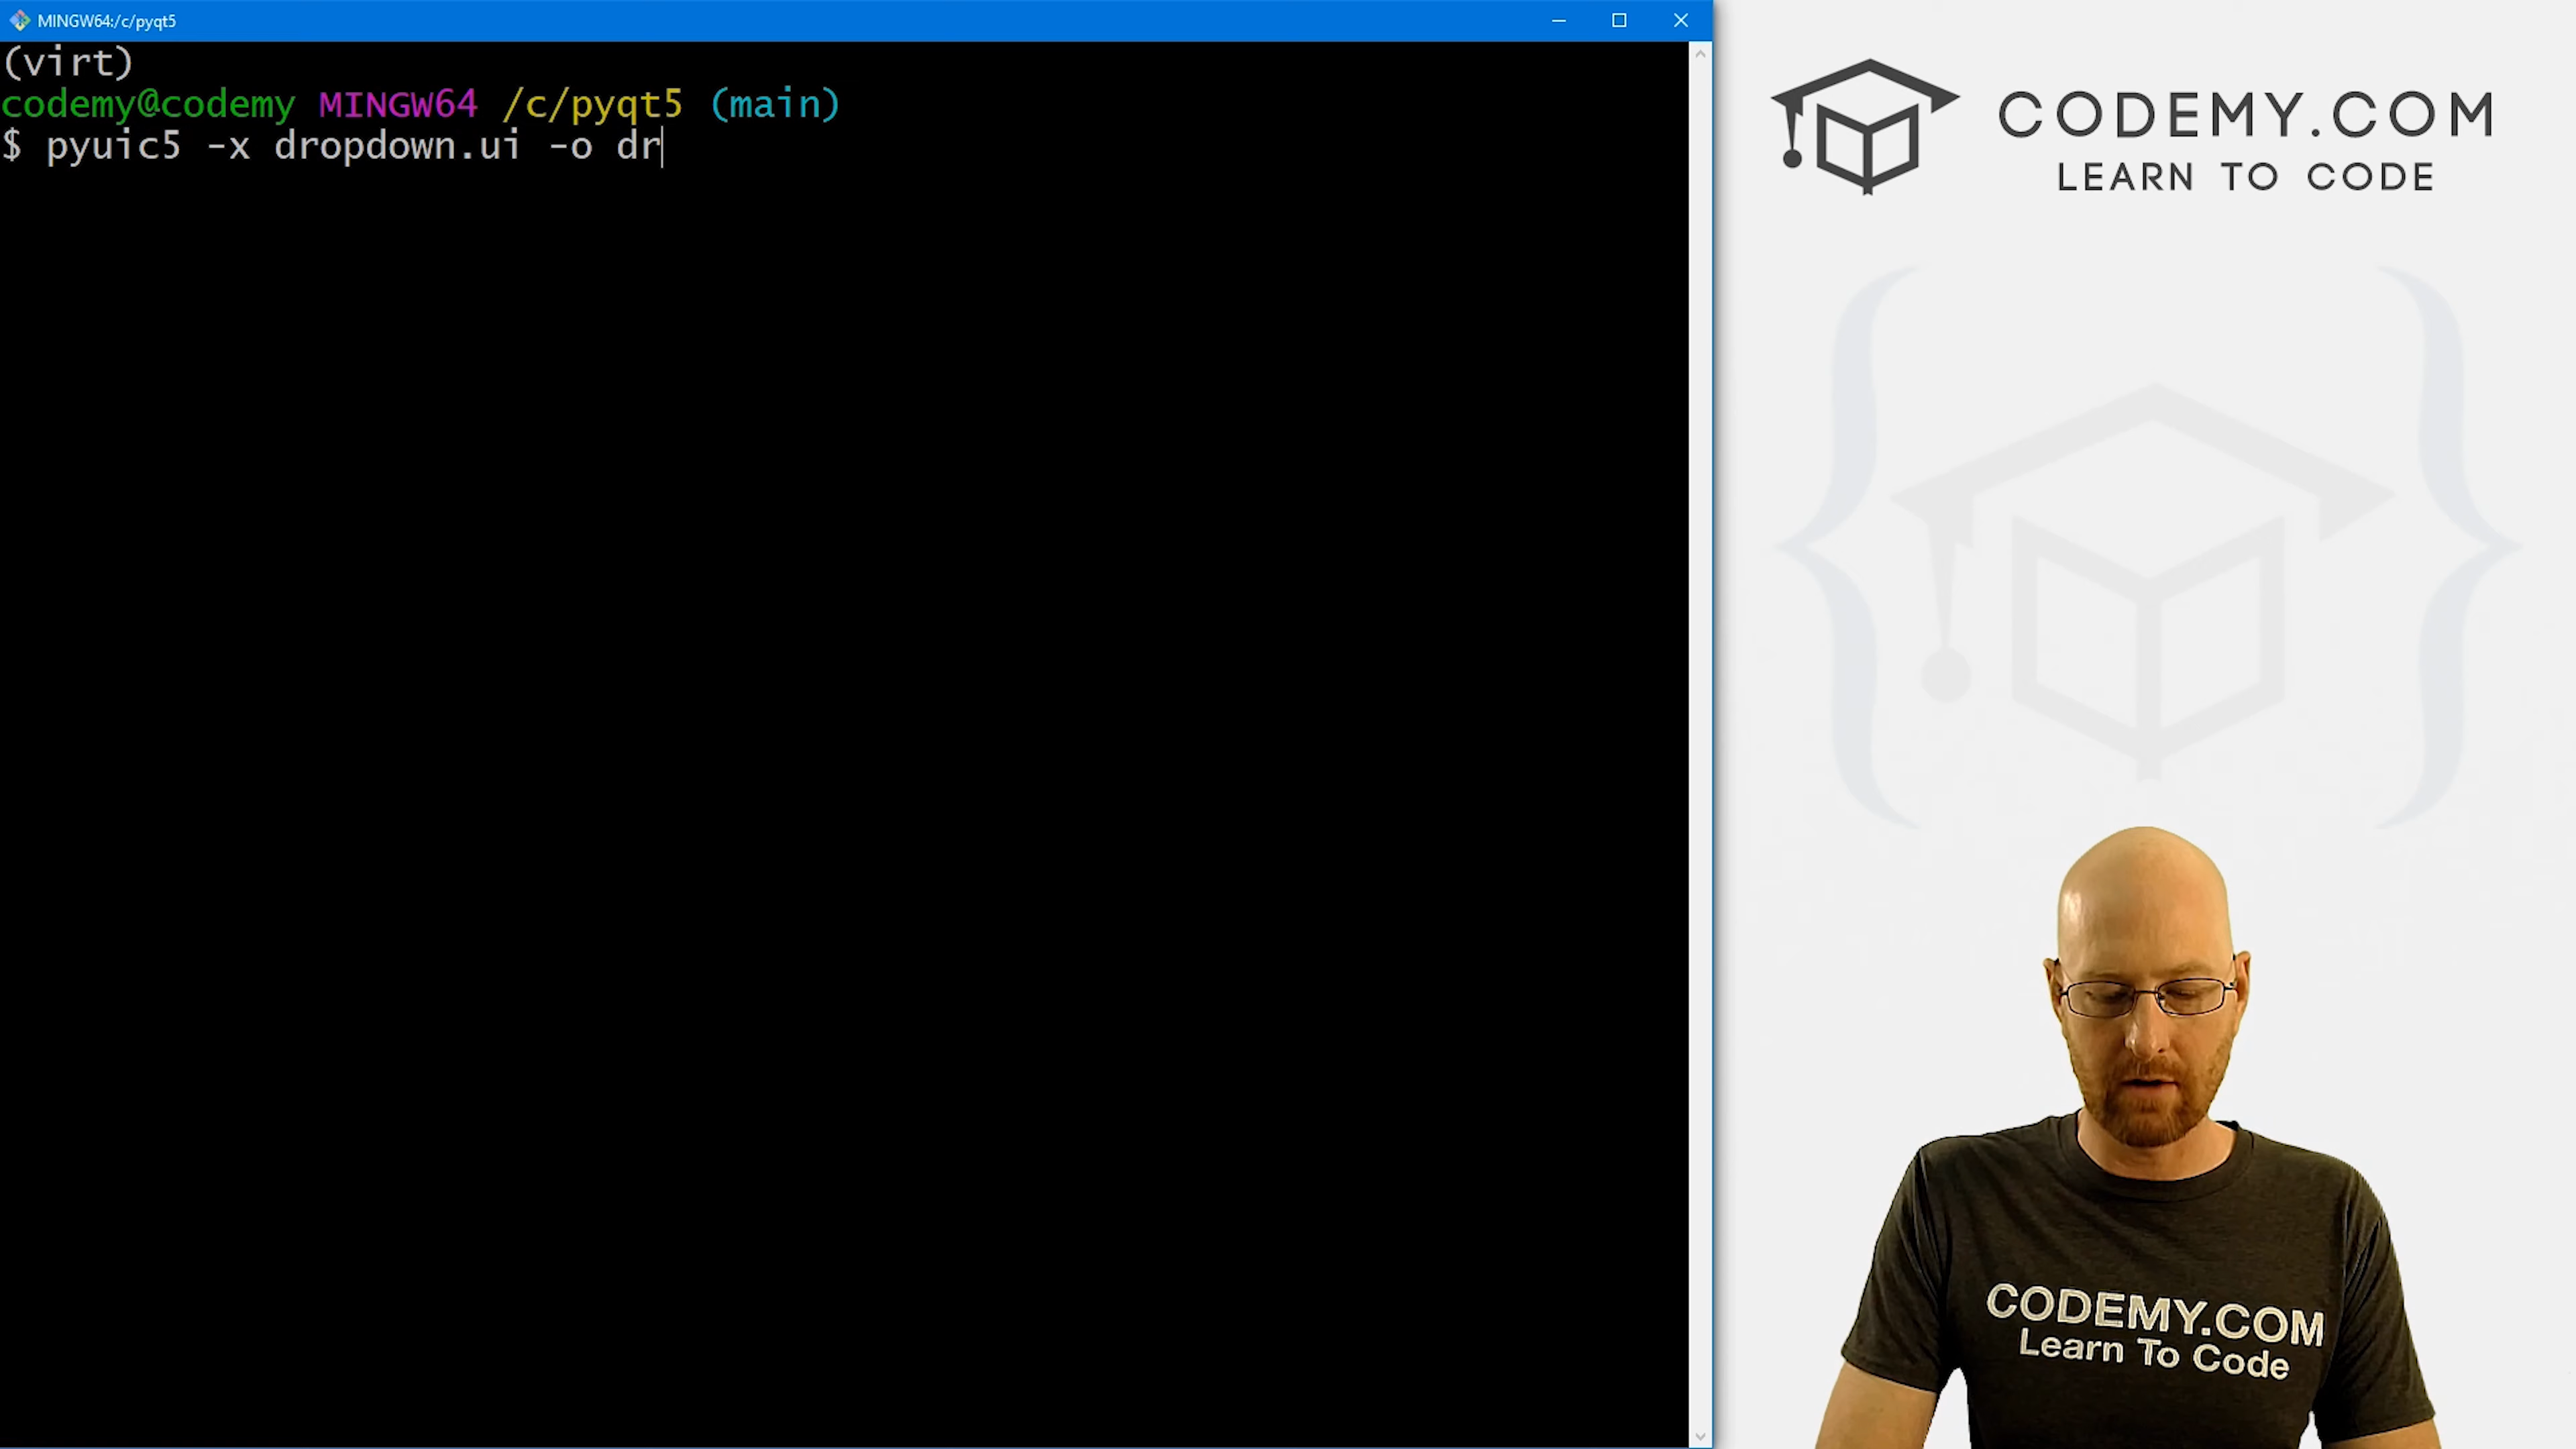 MINGW64:/c/pyqt5
(virt)
codemy@codemy MINGW64 /c/pyqt5 (main)
$ pyuic5 -x dropdown.ui -o dr
CODEMY.COM
LEARN TO CODE
CODEMY.COM
Learn To Code